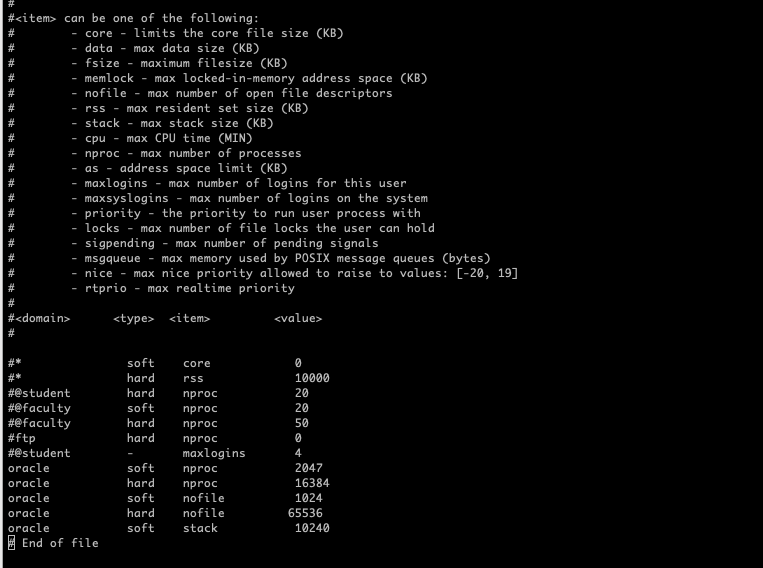 #
#<item> can be one of the following:
#        - core - limits the core file size (KB)
#        - data - max data size (KB)
#        - fsize - maximum filesize (KB)
#        - memlock - max locked-in-memory address space (KB)
#        - nofile - max number of open file descriptors
#        - rss - max resident set size (KB)
#        - stack - max stack size (KB)
#        - cpu - max CPU time (MIN)
#        - nproc - max number of processes
#        - as - address space limit (KB)
#        - maxlogins - max number of logins for this user
#        - maxsyslogins - max number of logins on the system
#        - priority - the priority to run user process with
#        - locks - max number of file locks the user can hold
#        - sigpending - max number of pending signals
#        - msgqueue - max memory used by POSIX message queues (bytes)
#        - nice - max nice priority allowed to raise to values: [-20, 19]
#        - rtprio - max realtime priority
#
#<domain>      <type>  <item>         <value>
#
#*               soft    core            0
#*               hard    rss             10000
#@student        hard    nproc           20
#@faculty        soft    nproc           20
#@faculty        hard    nproc           50
#ftp             hard    nproc           0
#@student        -       maxlogins       4
oracle           soft    nproc           2047
oracle           hard    nproc           16384
oracle           soft    nofile          1024
oracle           hard    nofile         65536
oracle           soft    stack           10240
# End of file